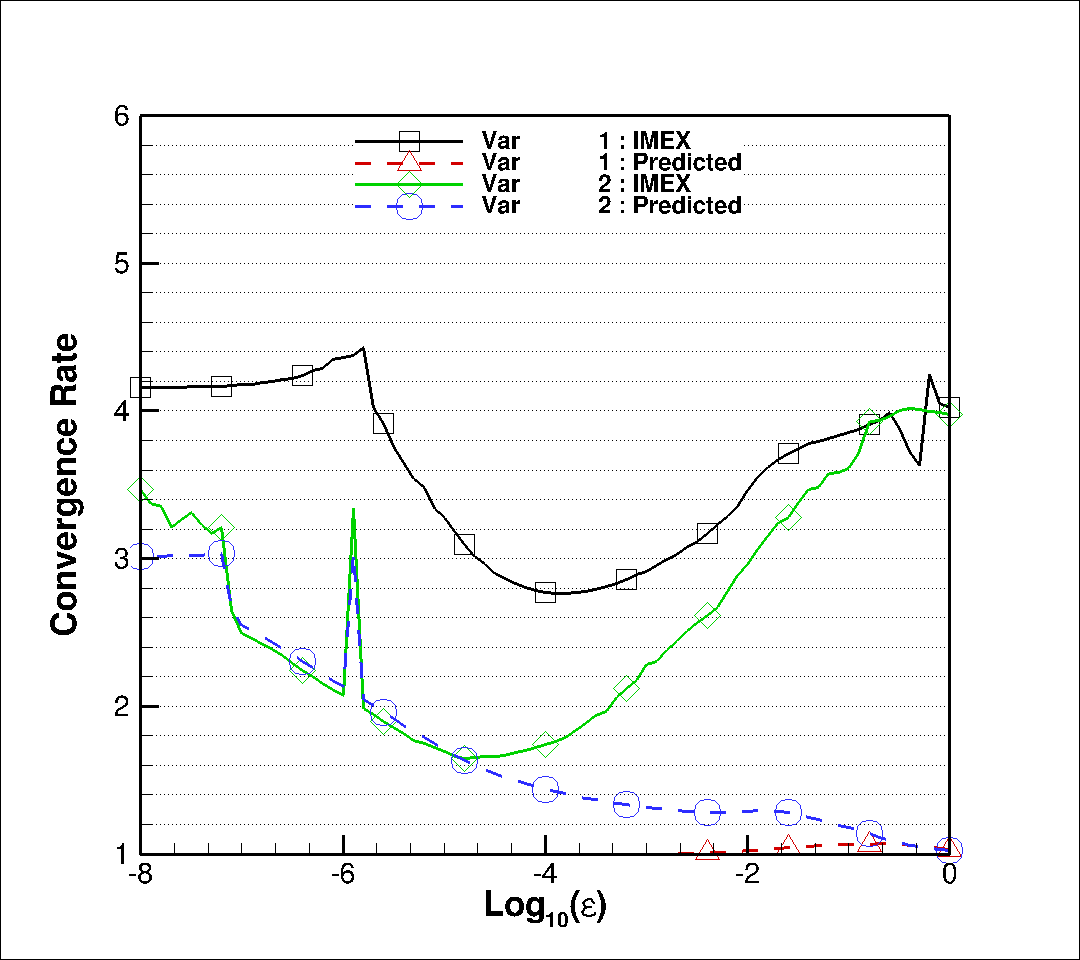 6
Var 1 : IMEX
Var 1 : Predicted
Var 2 : IMEX
Var 2 : Predicted
5
4
3
2
1
Convergence Rate
-8 -6 -4 -2 0
Log10(ε)